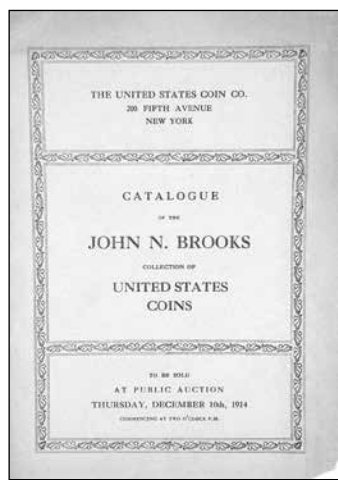 THE UNITED STATES COIN CO.
200 FIFTH AVENUE
NEW YORK
CATALOGUE
OF THE
JOHN N. BROOKS
COLLECTION OF
UNITED STATES
COINS
TO BE SOLD
AT PUBLIC AUCTION
THURSDAY, DECEMBER 10th, 1914
COMMENCING AT TWO O'CLOCK P.M.